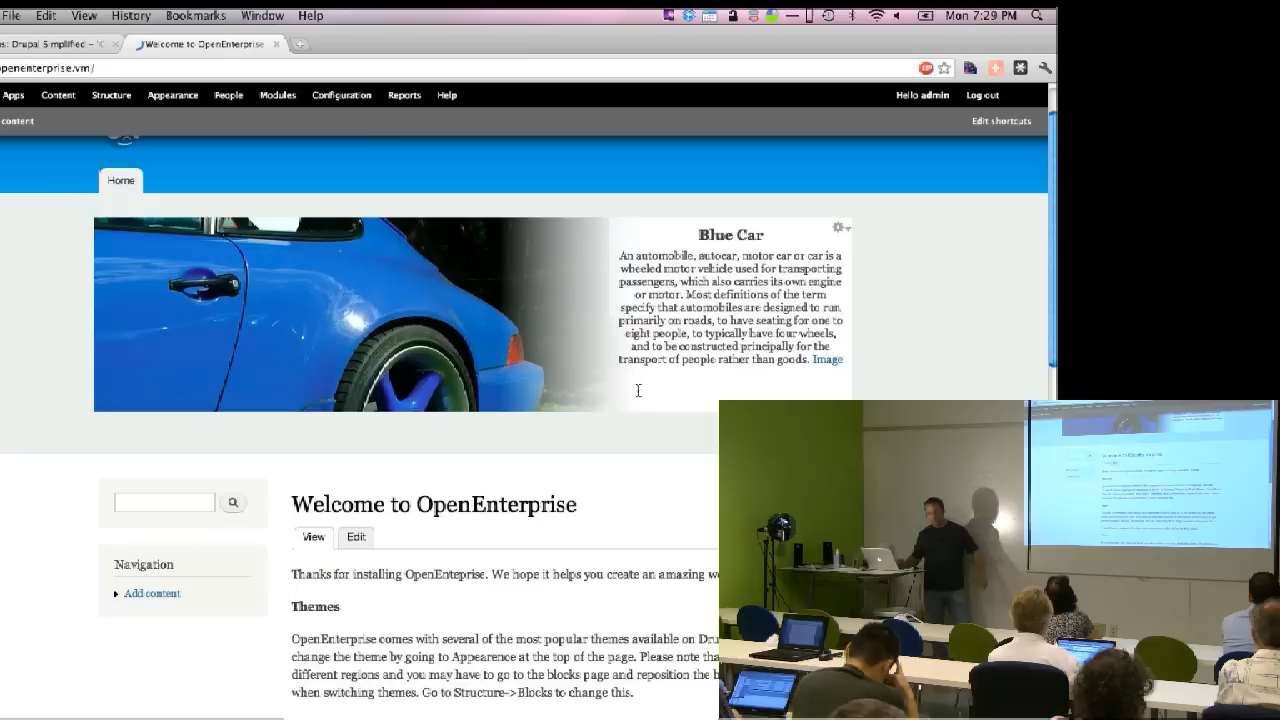 File Edit View History Bookmarks Window Help Mon 7:29 PM
os: Drupal Simplified – 'C Welcome to OpenEnterprise
openenterprise.vm/
Apps Content Structure Appearance People Modules Configuration Reports Help Hello admin Log out
content Edit shortcuts
Home
Blue Car
An automobile, autocar, motor car or car is a
wheeled motor vehicle used for transporting
passengers, which also carries its own engine
or motor. Most definitions of the term
specify that automobiles are designed to run
primarily on roads, to have seating for one to
eight people, to typically have four wheels,
and to be constructed principally for the
transport of people rather than goods. Image
Welcome to OpenEnterprise
View Edit
Navigation
Add content
Thanks for installing OpenEnteprise. We hope it helps you create an amazing we
Themes
OpenEnterprise comes with several of the most popular themes available on Dru
change the theme by going to Appearence at the top of the page. Please note tha
different regions and you may have to go to the blocks page and reposition the b
when switching themes. Go to Structure->Blocks to change this.